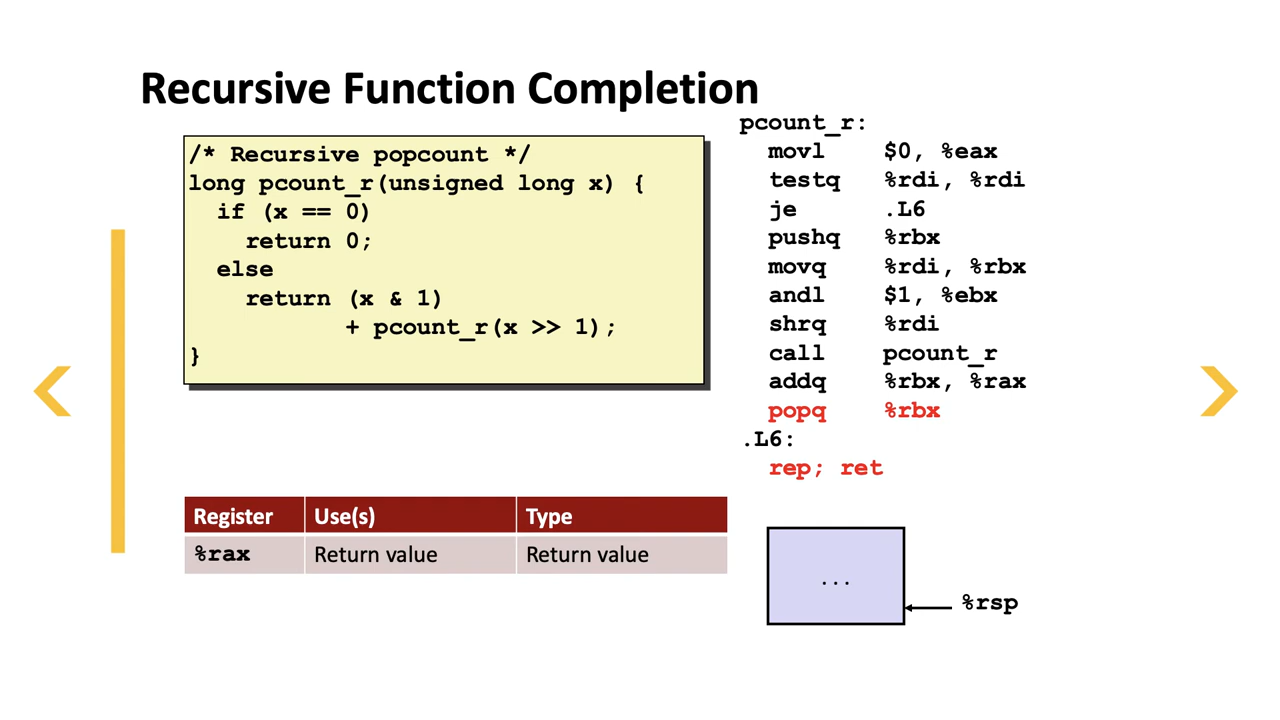 Recursive Function Completion
/* Recursive popcount */
long pcount_r(unsigned long x) {
  if (x == 0)
    return 0;
  else
    return (x & 1)
           + pcount_r(x >> 1);
}
pcount_r:
  movl    $0, %eax
  testq   %rdi, %rdi
  je      .L6
  pushq   %rbx
  movq    %rdi, %rbx
  andl    $1, %ebx
  shrq    %rdi
  call    pcount_r
  addq    %rbx, %rax
  popq    %rbx
.L6:
  rep; ret
Register Use(s) Type
%rax Return value Return value
...
%rsp